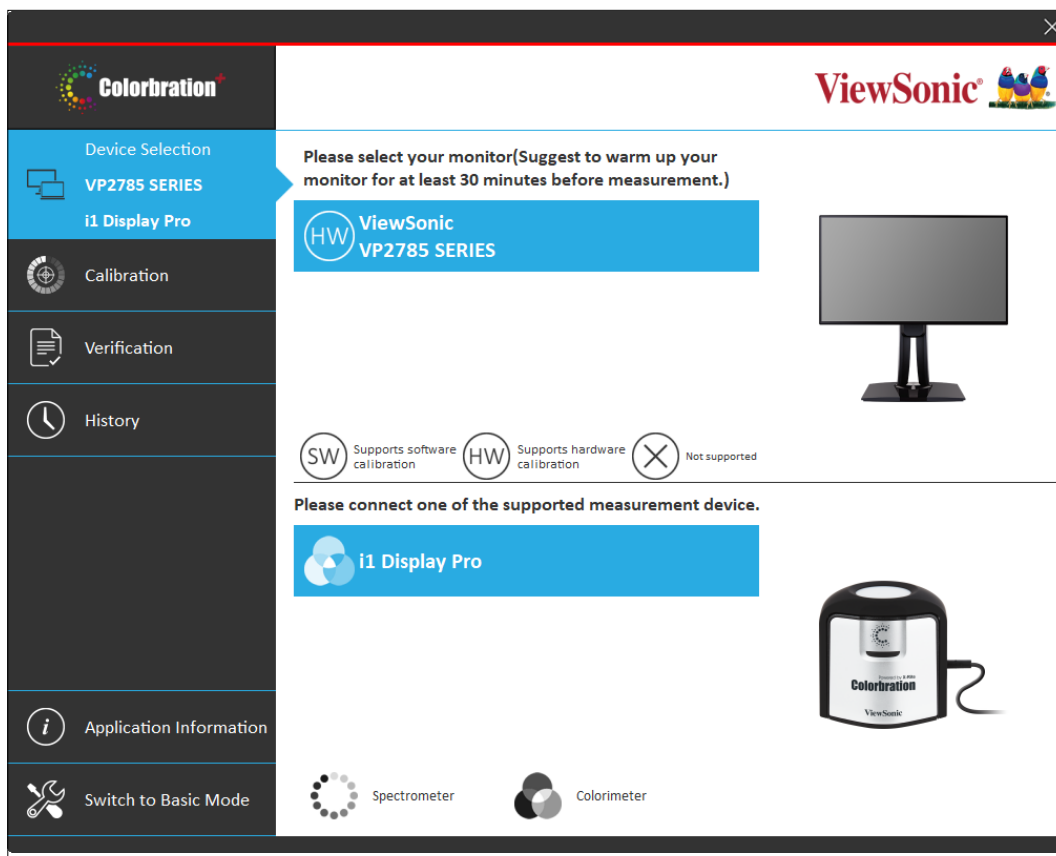 Colorbration+
ViewSonic®
Device Selection
VP2785 SERIES
i1 Display Pro
Calibration
Verification
History
Application Information
Switch to Basic Mode
Please select your monitor(Suggest to warm up your
monitor for at least 30 minutes before measurement.)
HW
ViewSonic
VP2785 SERIES
SW
Supports software
calibration
HW
Supports hardware
calibration
Not supported
Please connect one of the supported measurement device.
i1 Display Pro
Powered by X-Rite
Colorbration
ViewSonic
Spectrometer
Colorimeter